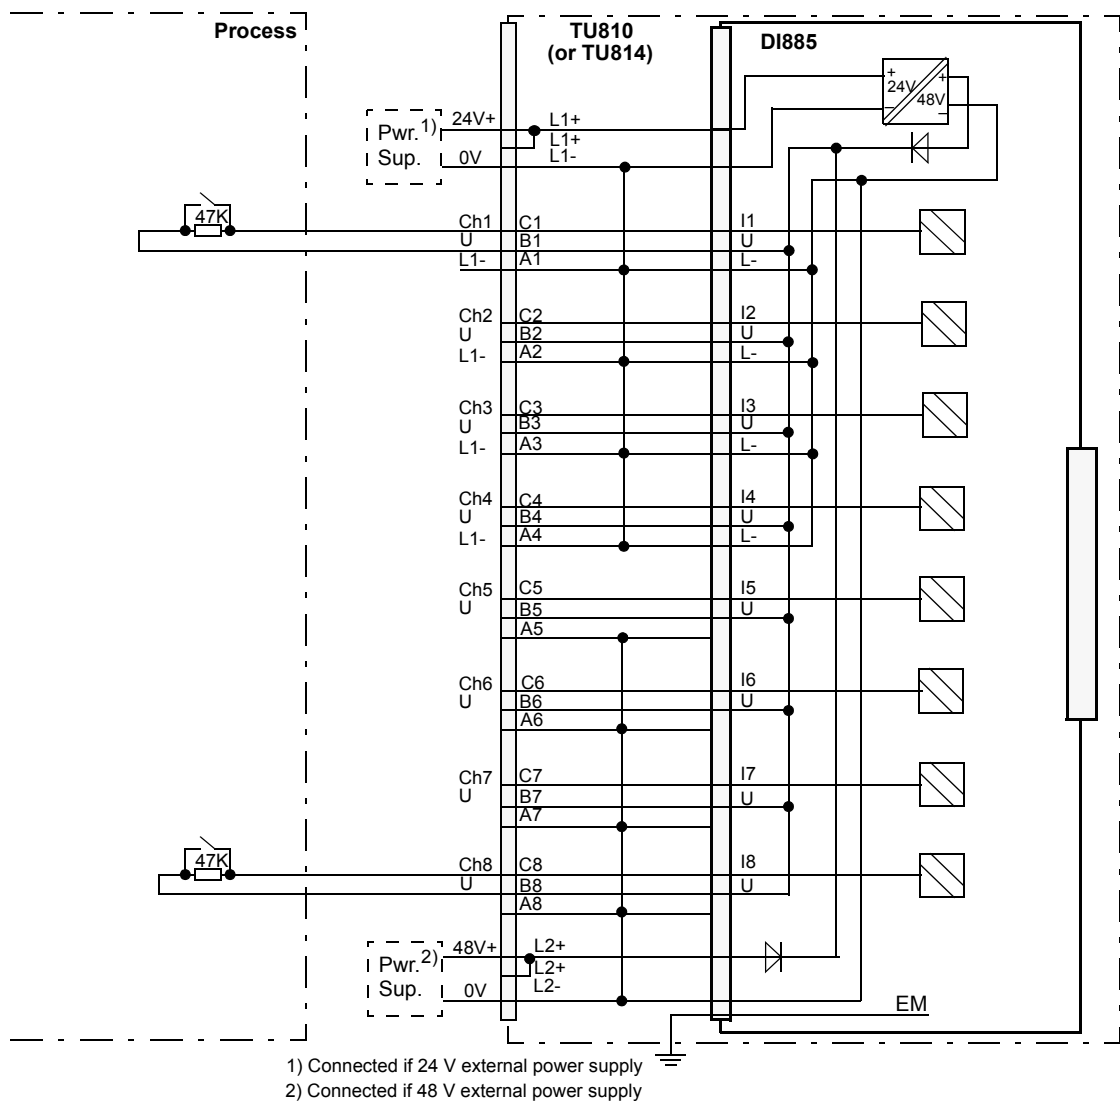 Process
TU810
(or TU814)
DI885
+
24V
+
48V
–
–
Pwr. 1)
Sup.
24V+
L1+
L1+
0V
L1-
47K
Ch1
C1
I1
U
B1
U
L1-
A1
L-
Ch2
C2
I2
U
B2
U
L1-
A2
L-
Ch3
C3
I3
U
B3
U
L1-
A3
L-
Ch4
C4
I4
U
B4
U
L1-
A4
L-
Ch5
C5
I5
U
B5
U
A5
Ch6
C6
I6
U
B6
U
A6
Ch7
C7
I7
U
B7
U
A7
47K
Ch8
C8
I8
U
B8
U
A8
Pwr. 2)
Sup.
48V+
L2+
L2+
0V
L2-
EM
1) Connected if 24 V external power supply
2) Connected if 48 V external power supply